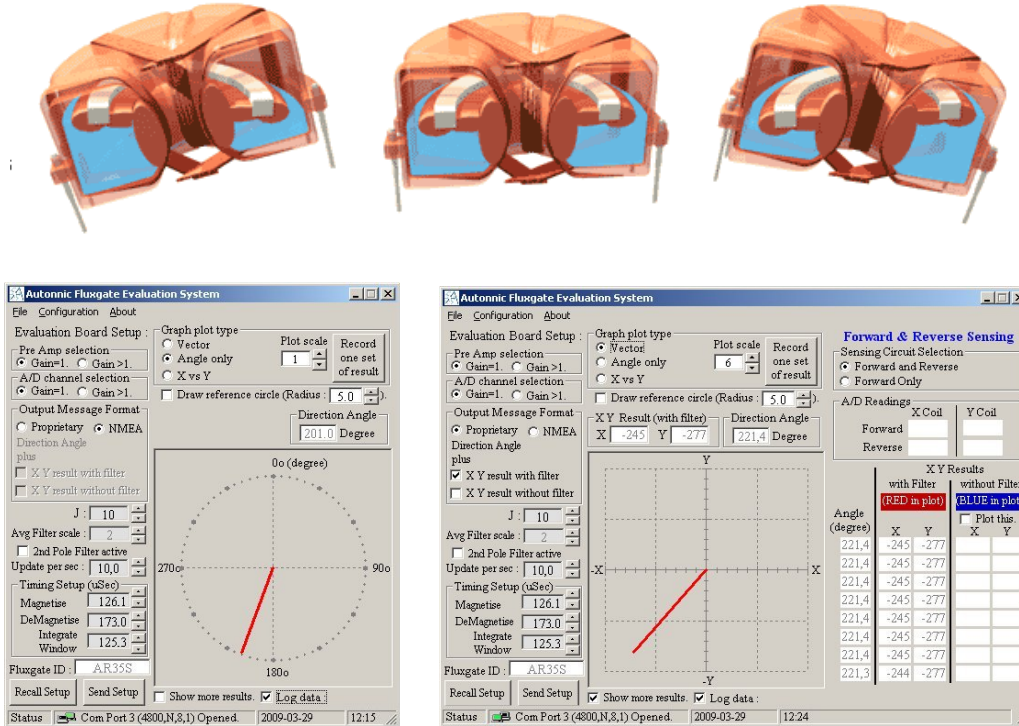 Autonnic Fluxgate Evaluation System
File Configuration About
Evaluation Board Setup :
Pre Amp selection
Gain=1. Gain >1.
A/D channel selection
Gain=1. Gain >1.
Output Message Format
Proprietary NMEA
Direction Angle
plus
X Y result with filter
X Y result without filter
J : 10
Avg Filter scale : 2
2nd Pole Filter active
Update per sec : 10,0
Timing Setup (uSec)
Magnetise 126.1
DeMagnetise 173.0
Integrate
Window 125.3
Fluxgate ID : AR35S
Recall Setup Send Setup
Graph plot type
Vector
Angle only
X vs Y
Plot scale
1
Record
one set
of result
Draw reference circle (Radius : 5.0 ).
Direction Angle
201.0 Degree
0o (degree)
270o
90o
180o
Show more results. Log data :
Status Com Port 3 (4800,N,8,1) Opened. 2009-03-29 12:15
Autonnic Fluxgate Evaluation System
File Configuration About
Evaluation Board Setup :
Pre Amp selection
Gain=1. Gain >1.
A/D channel selection
Gain=1. Gain >1.
Output Message Format
Proprietary NMEA
Direction Angle
plus
X Y result with filter
X Y result without filter
J : 10
Avg Filter scale : 2
2nd Pole Filter active
Update per sec : 10,0
Timing Setup (uSec)
Magnetise 126.1
DeMagnetise 173.0
Integrate
Window 125.3
Fluxgate ID : AR35S
Recall Setup Send Setup
Graph plot type
Vector
Angle only
X vs Y
Plot scale
6
Record
one set
of result
Draw reference circle (Radius : 5.0 ).
X Y Result (with filter)
X -245 Y -277
Direction Angle
221,4 Degree
Y
-X
X
-Y
Show more results. Log data :
Forward & Reverse Sensing
Sensing Circuit Selection
Forward and Reverse
Forward Only
A/D Readings
X Coil Y Coil
Forward
Reverse
X Y Results
with Filter without Filter
(RED in plot) (BLUE in plot
Plot this.
Angle
(degree) X Y X Y
221,4 -245 -277
221,4 -245 -277
221,4 -245 -277
221,4 -245 -277
221,4 -245 -277
221,4 -245 -277
221,4 -245 -277
221,3 -244 -277
Status Com Port 3 (4800,N,8,1) Opened. 2009-03-29 12:24